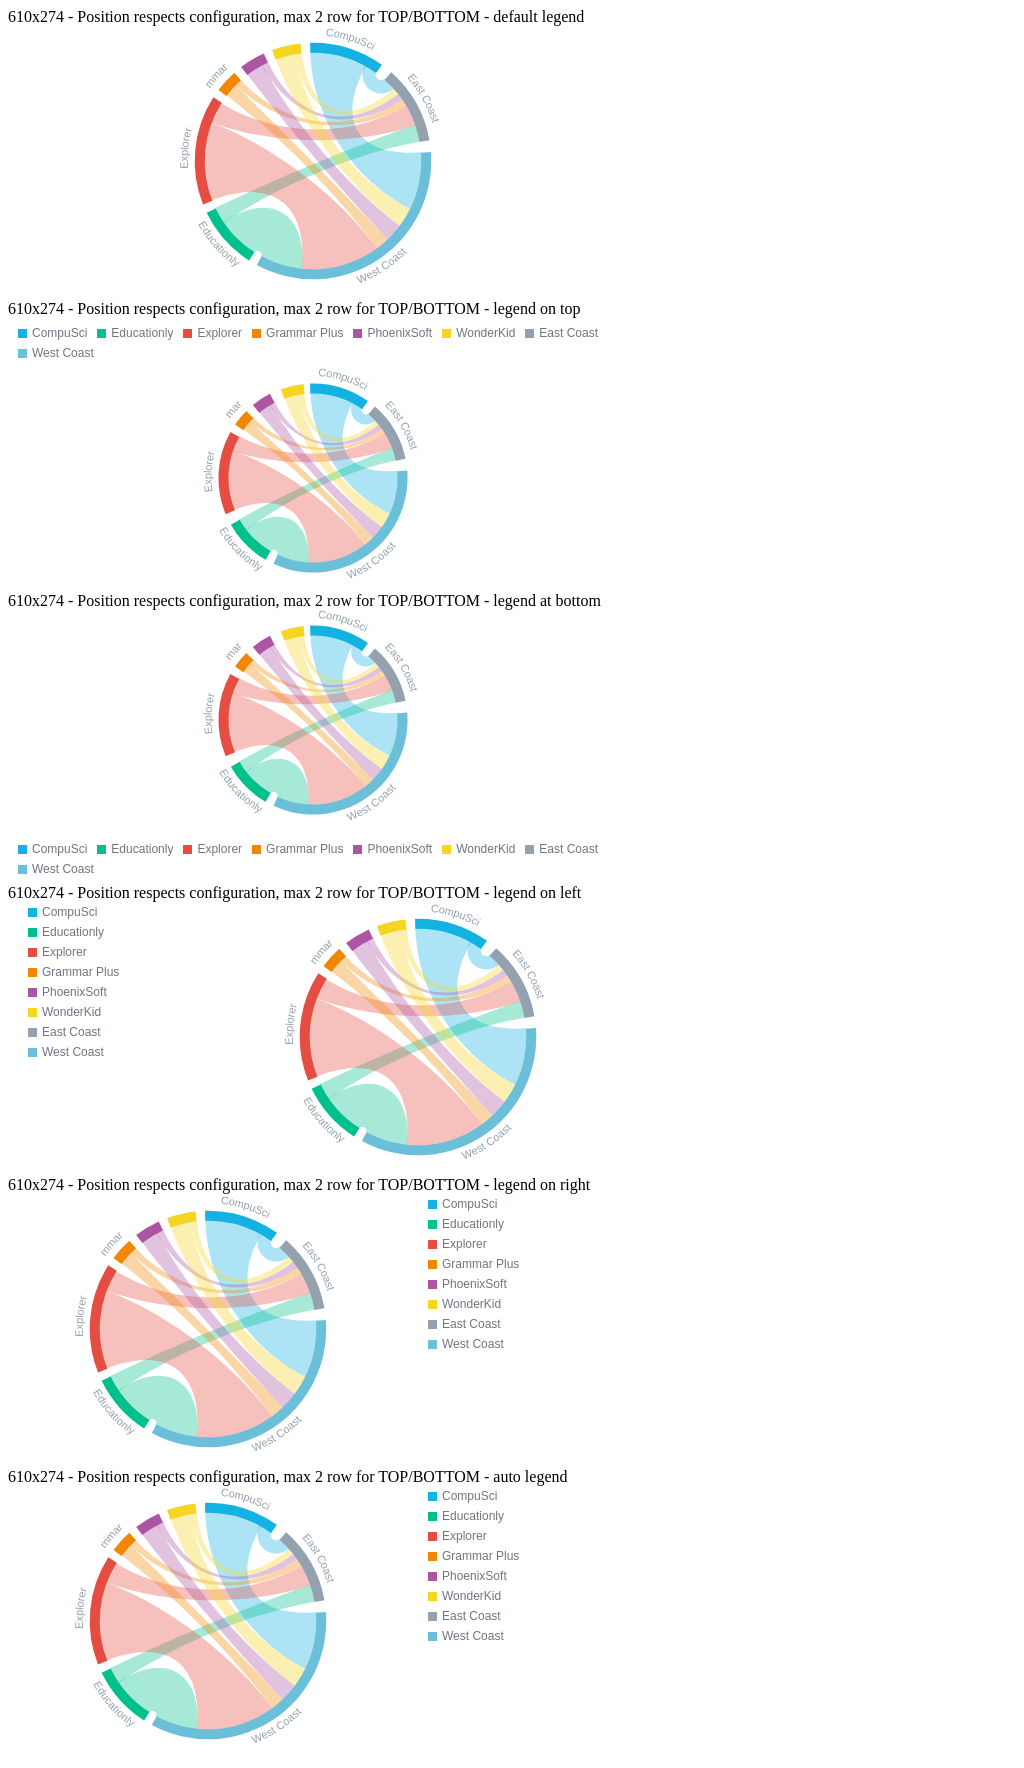 610x274 - Position respects configuration, max 2 row for TOP/BOTTOM - default legend
CompuSci
East Coast
mmar
Explorer
Educationly
West Coast
610x274 - Position respects configuration, max 2 row for TOP/BOTTOM - legend on top
CompuSci Educationly Explorer Grammar Plus PhoenixSoft WonderKid East Coast
West Coast
CompuSci
East Coast
mar
Explorer
Educationly
West Coast
610x274 - Position respects configuration, max 2 row for TOP/BOTTOM - legend at bottom
CompuSci
East Coast
mar
Explorer
Educationly
West Coast
CompuSci Educationly Explorer Grammar Plus PhoenixSoft WonderKid East Coast
West Coast
610x274 - Position respects configuration, max 2 row for TOP/BOTTOM - legend on left
CompuSci
Educationly
Explorer
Grammar Plus
PhoenixSoft
WonderKid
East Coast
West Coast
CompuSci
East Coast
mmar
Explorer
Educationly
West Coast
610x274 - Position respects configuration, max 2 row for TOP/BOTTOM - legend on right
CompuSci
East Coast
mmar
Explorer
Educationly
West Coast
CompuSci
Educationly
Explorer
Grammar Plus
PhoenixSoft
WonderKid
East Coast
West Coast
610x274 - Position respects configuration, max 2 row for TOP/BOTTOM - auto legend
CompuSci
East Coast
mmar
Explorer
Educationly
West Coast
CompuSci
Educationly
Explorer
Grammar Plus
PhoenixSoft
WonderKid
East Coast
West Coast